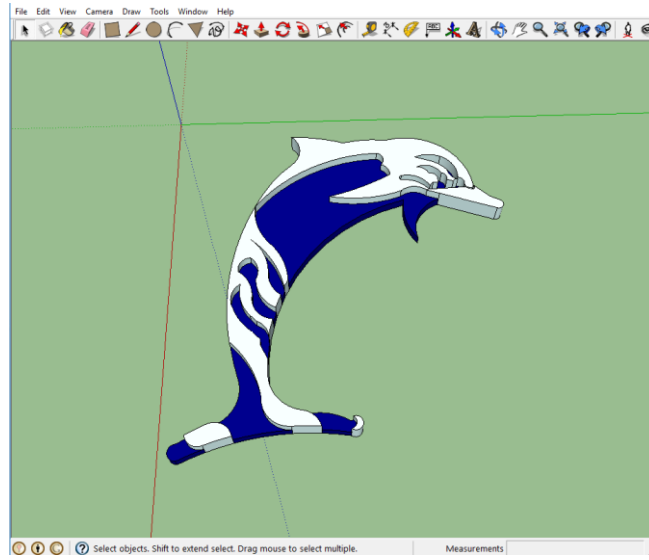 File Edit View Camera Draw Tools Window Help
Select objects. Shift to extend select. Drag mouse to select multiple. Measurements